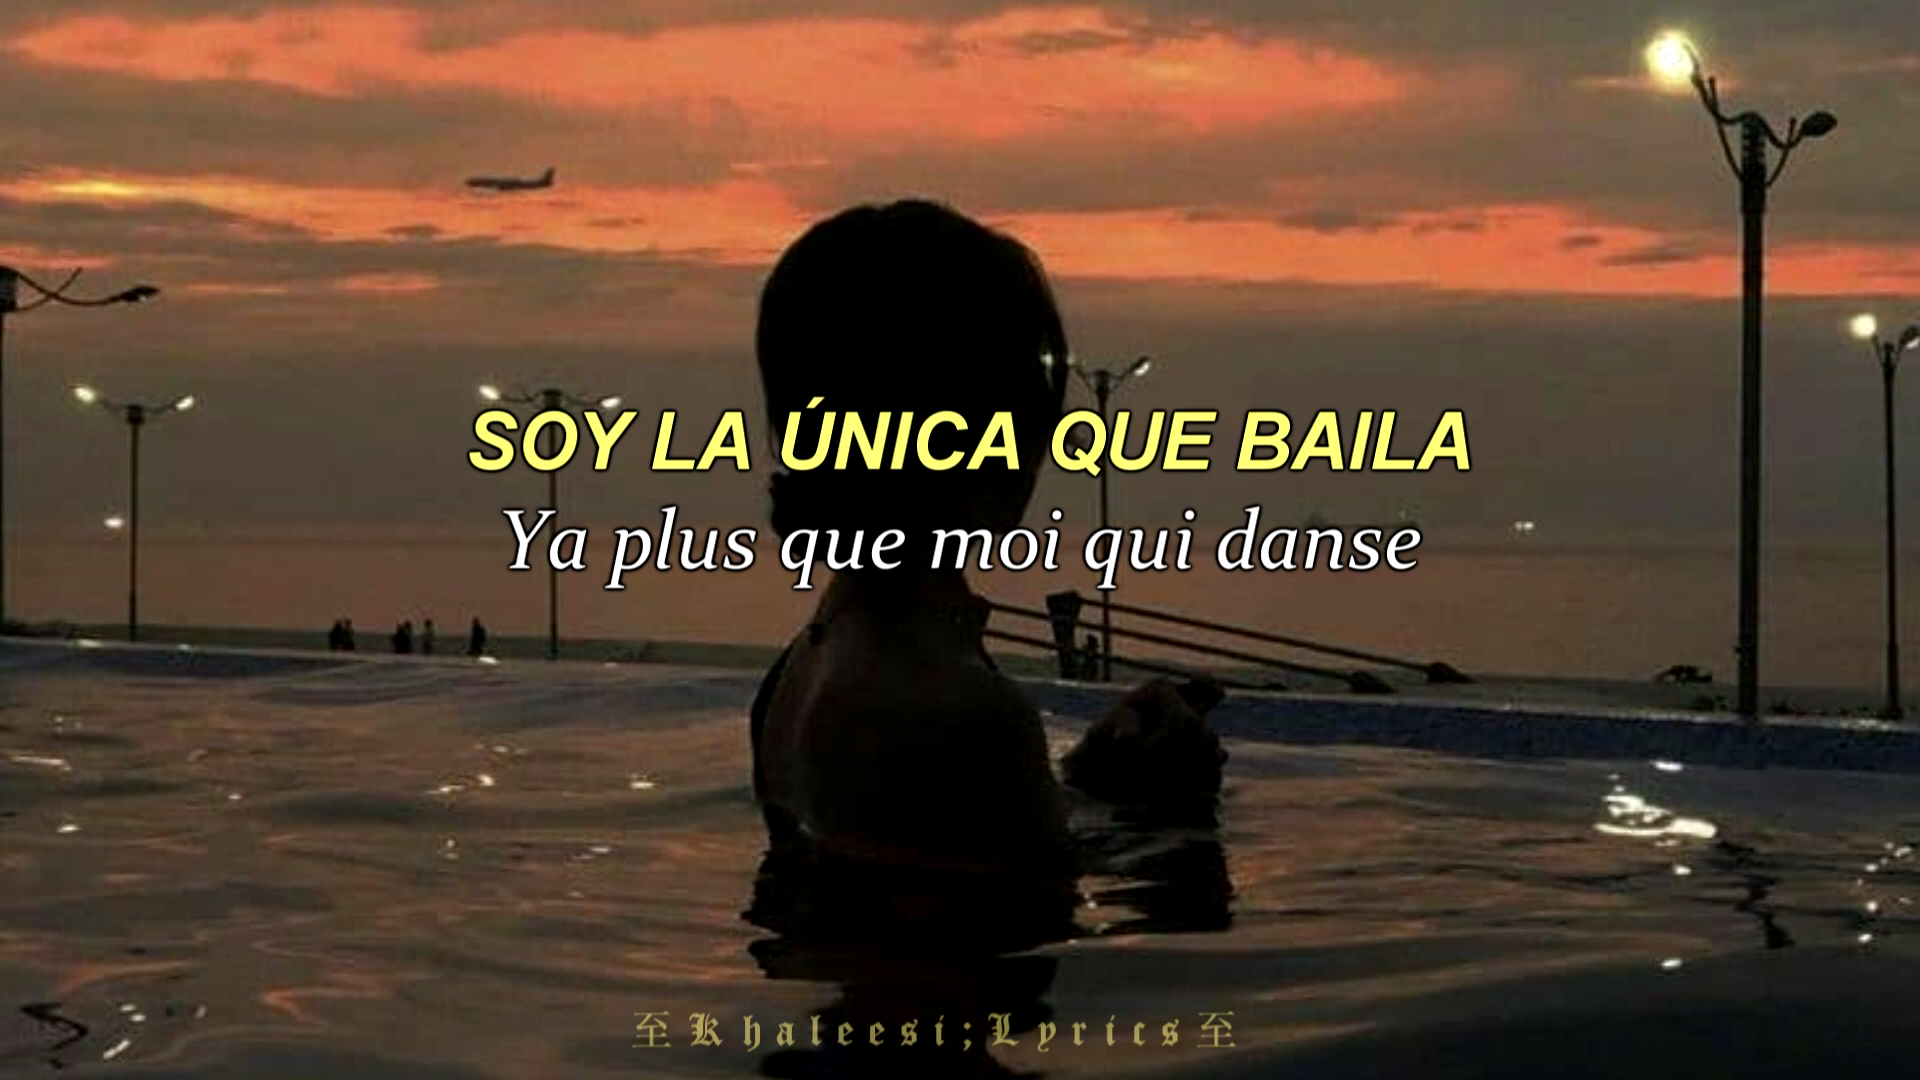 SOY LA ÚNICA QUE BAILA
Ya plus que moi qui danse
至Khaleesi;Lyrics至